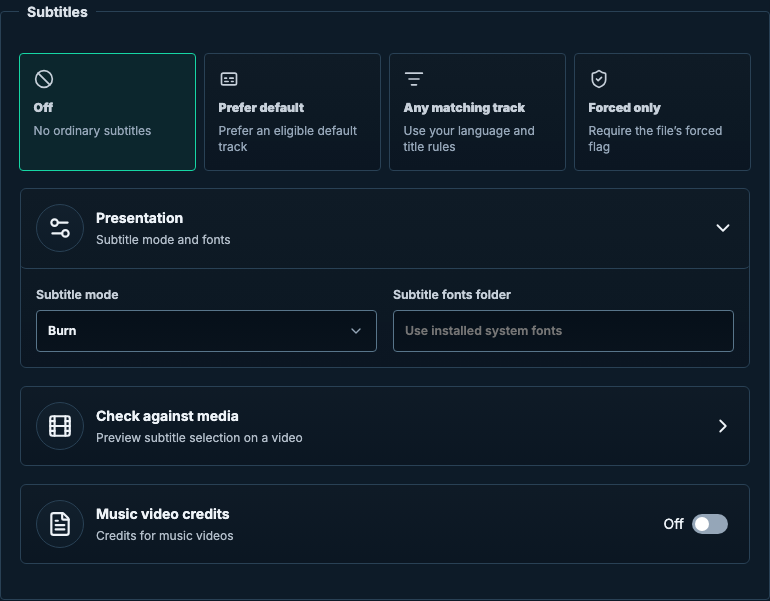 Subtitles
Off
No ordinary subtitles
Prefer default
Prefer an eligible default
track
Any matching track
Use your language and
title rules
Forced only
Require the file's forced
flag
Presentation
Subtitle mode and fonts
Subtitle mode
Burn
Subtitle fonts folder
Use installed system fonts
Check against media
Preview subtitle selection on a video
Music video credits
Credits for music videos
Off